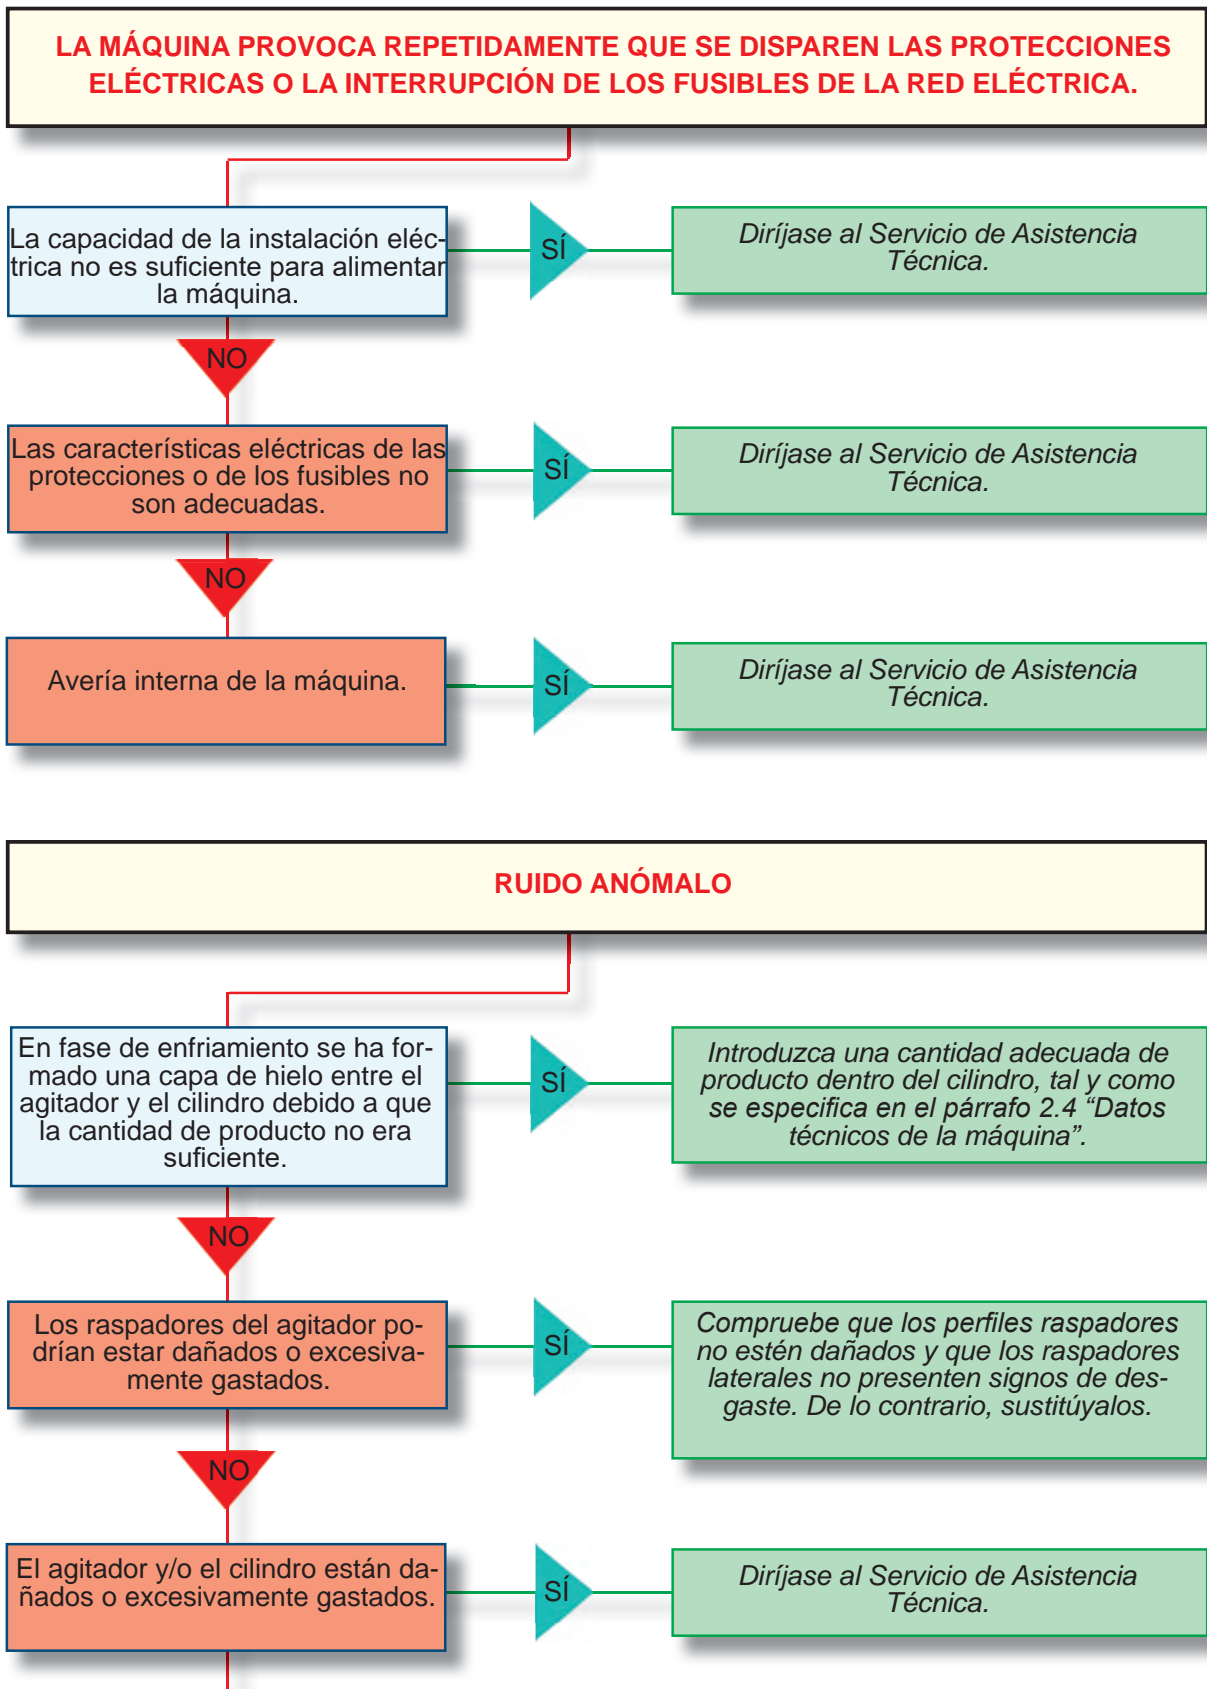 LA MÁQUINA PROVOCA REPETIDAMENTE QUE SE DISPAREN LAS PROTECCIONES
ELÉCTRICAS O LA INTERRUPCIÓN DE LOS FUSIBLES DE LA RED ELÉCTRICA.
La capacidad de la instalación eléc-
trica no es suficiente para alimentar
la máquina.
SÍ
Diríjase al Servicio de Asistencia
Técnica.
NO
Las características eléctricas de las
protecciones o de los fusibles no
son adecuadas.
SÍ
Diríjase al Servicio de Asistencia
Técnica.
NO
Avería interna de la máquina.
SÍ
Diríjase al Servicio de Asistencia
Técnica.
RUIDO ANÓMALO
En fase de enfriamiento se ha for-
mado una capa de hielo entre el
agitador y el cilindro debido a que
la cantidad de producto no era
suficiente.
SÍ
Introduzca una cantidad adecuada de
producto dentro del cilindro, tal y como
se especifica en el párrafo 2.4 “Datos
técnicos de la máquina”.
NO
Los raspadores del agitador po-
drían estar dañados o excesiva-
mente gastados.
SÍ
Compruebe que los perfiles raspadores
no estén dañados y que los raspadores
laterales no presenten signos de des-
gaste. De lo contrario, sustitúyalos.
NO
El agitador y/o el cilindro están da-
ñados o excesivamente gastados.
SÍ
Diríjase al Servicio de Asistencia
Técnica.